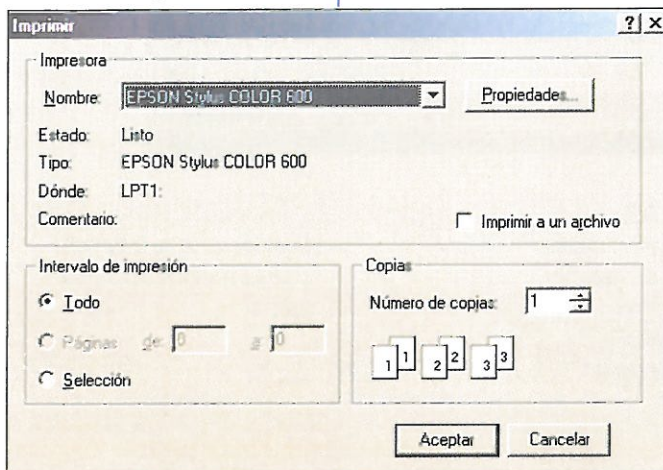 Imprimir
Impresora
Nombre: EPSON Stylus COLOR 600 Propiedades...
Estado: Listo
Tipo: EPSON Stylus COLOR 600
Dónde: LPT1:
Comentario: Imprimir a un archivo
Intervalo de impresión
Todo
Páginas de: 0 a: 0
Selección
Copias
Número de copias: 1
1 1 2 2 3 3
Aceptar Cancelar